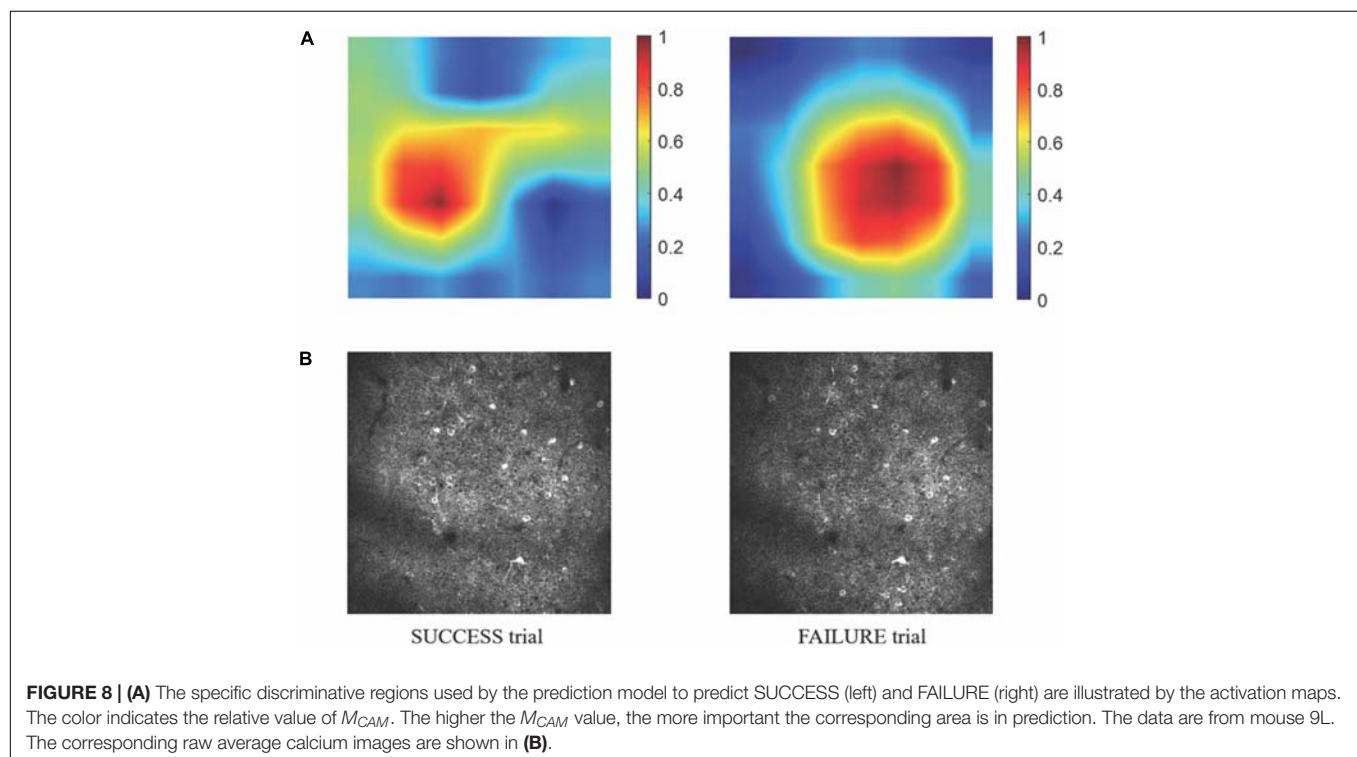 A
1
0.8
0.6
0.4
0.2
0
1
0.8
0.6
0.4
0.2
0
B
SUCCESS trial
FAILURE trial
FIGURE 8 | (A) The specific discriminative regions used by the prediction model to predict SUCCESS (left) and FAILURE (right) are illustrated by the activation maps.
The color indicates the relative value of M_CAM. The higher the M_CAM value, the more important the corresponding area is in prediction. The data are from mouse 9L.
The corresponding raw average calcium images are shown in (B).